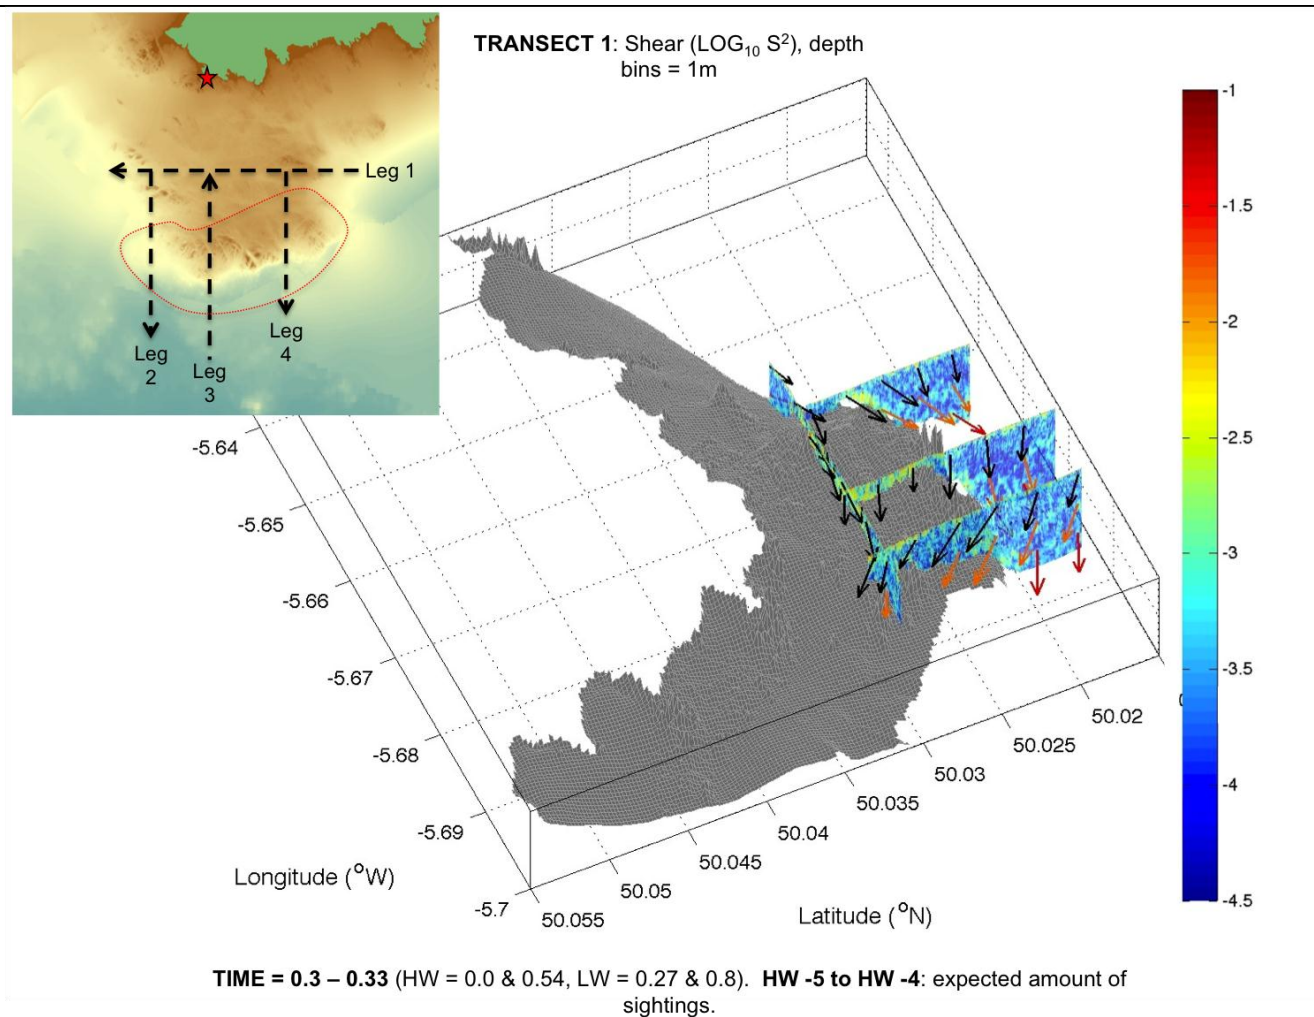 TRANSECT 1: Shear (LOG₁₀ S²), depth
bins = 1m
Leg 1
Leg
2
Leg
3
Leg
4
-1
-1.5
-2
-2.5
-3
-3.5
-4
-4.5
-5.64
-5.65
-5.66
-5.67
-5.68
-5.69
-5.7
Longitude (°W)
50.055
50.05
50.045
50.04
50.035
50.03
50.025
50.02
Latitude (°N)
TIME = 0.3 – 0.33 (HW = 0.0 & 0.54, LW = 0.27 & 0.8). HW -5 to HW -4: expected amount of
sightings.